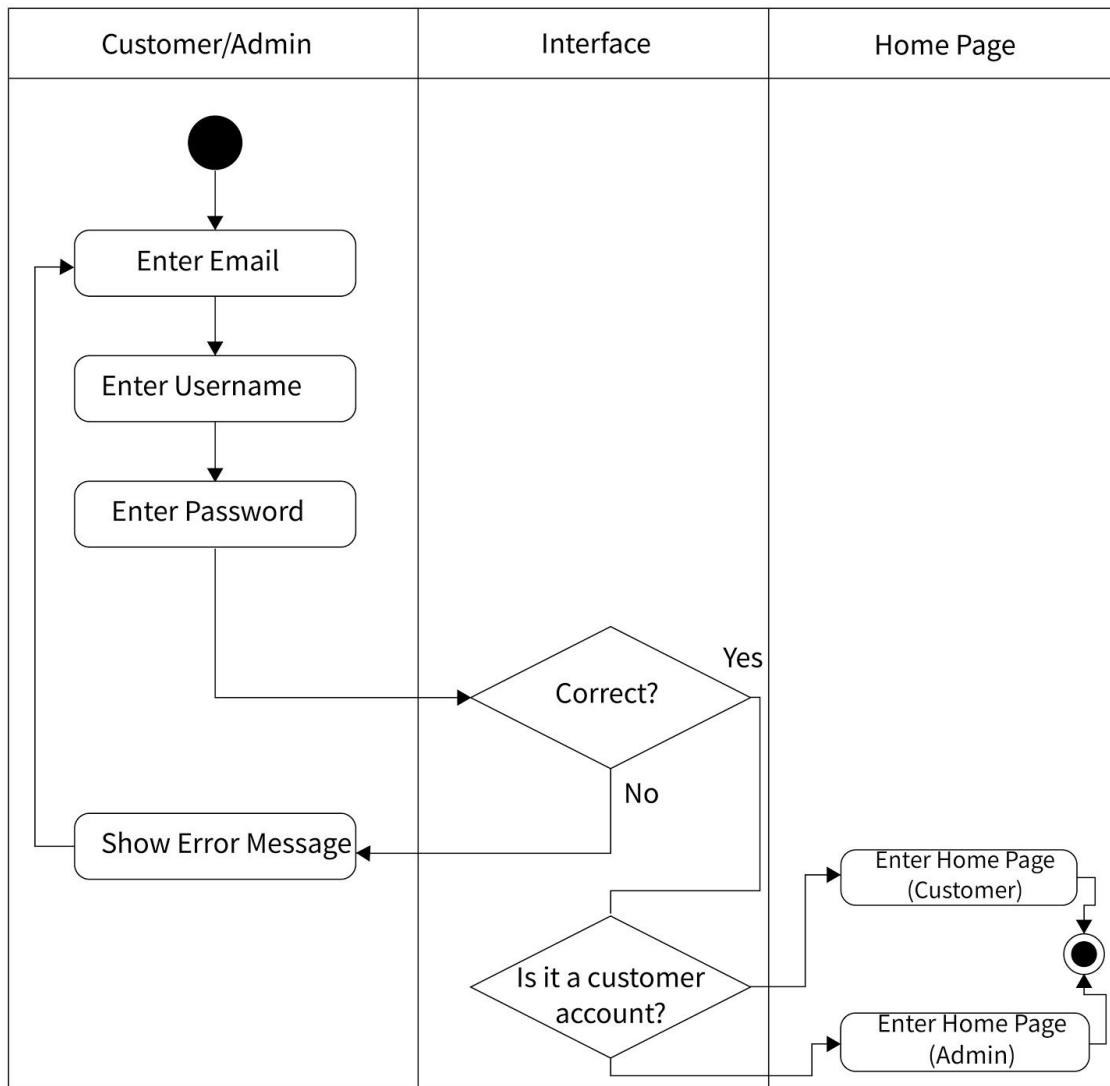 Customer/Admin
Interface
Home Page
Enter Email
Enter Username
Enter Password
Yes
Correct?
No
Show Error Message
Enter Home Page
(Customer)
Is it a customer
account?
Enter Home Page
(Admin)